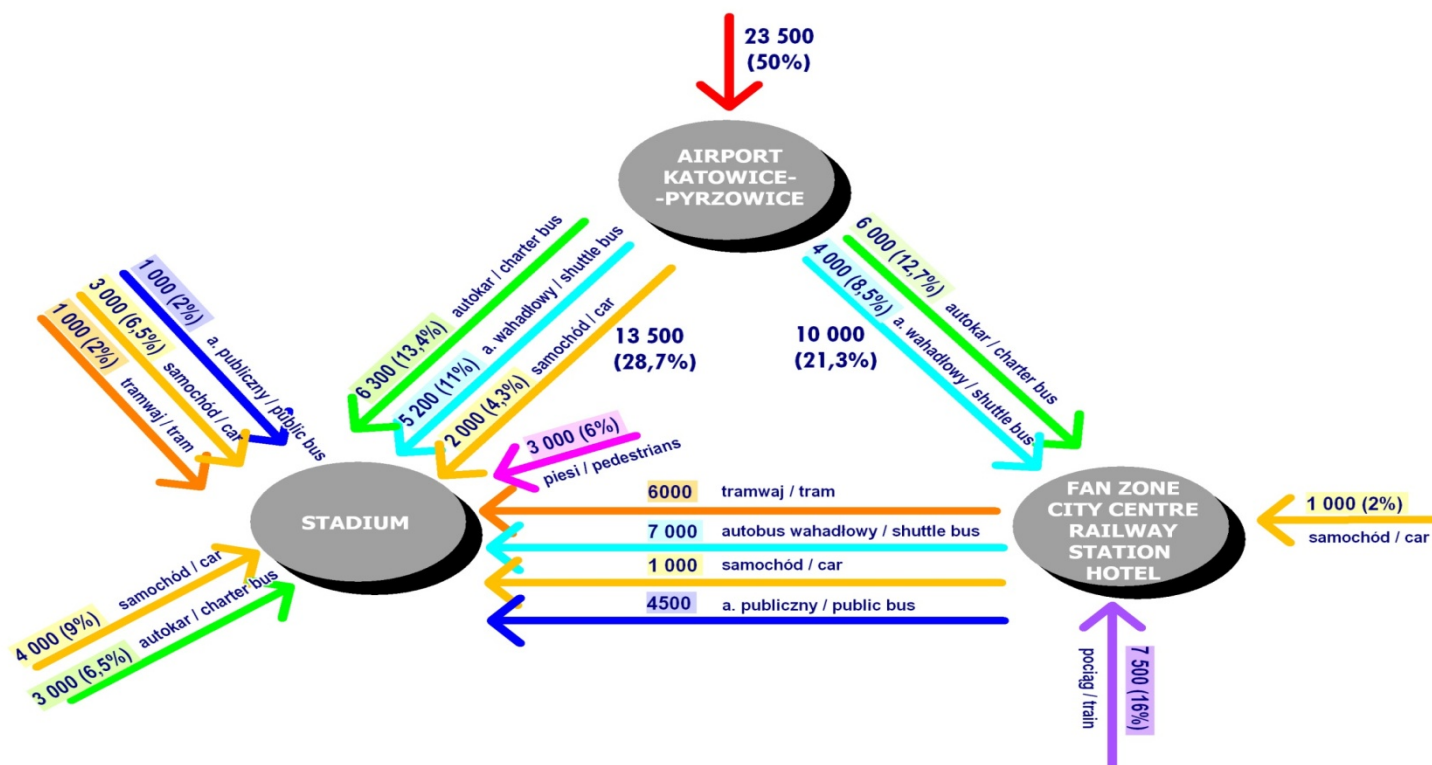 23 500
(50%)
AIRPORT
KATOWICE-
-PYRZOWICE
1 000 (2%)
a. publiczny / public bus
3 000 (6,5%)
samochód / car
1 000 (2%)
tramwaj / tram
6 300 (13,4%)
autokar / charter bus
5 200 (11%)
a. wahadłowy / shuttle bus
2 000 (4,3%)
samochód / car
13 500
(28,7%)
10 000
(21,3%)
6 000 (12,7%)
autokar / charter bus
4 000 (8,5%)
a. wahadłowy / shuttle bus
3 000 (6%)
piesi / pedestrians
STADIUM
6000 tramwaj / tram
7 000 autobus wahadłowy / shuttle bus
1 000 samochód / car
4500 a. publiczny / public bus
FAN ZONE
CITY CENTRE
RAILWAY
STATION
HOTEL
1 000 (2%)
samochód / car
4 000 (9%)
samochód / car
3 000 (6,5%)
autokar / charter bus
7 500 (16%)
pociąg / train